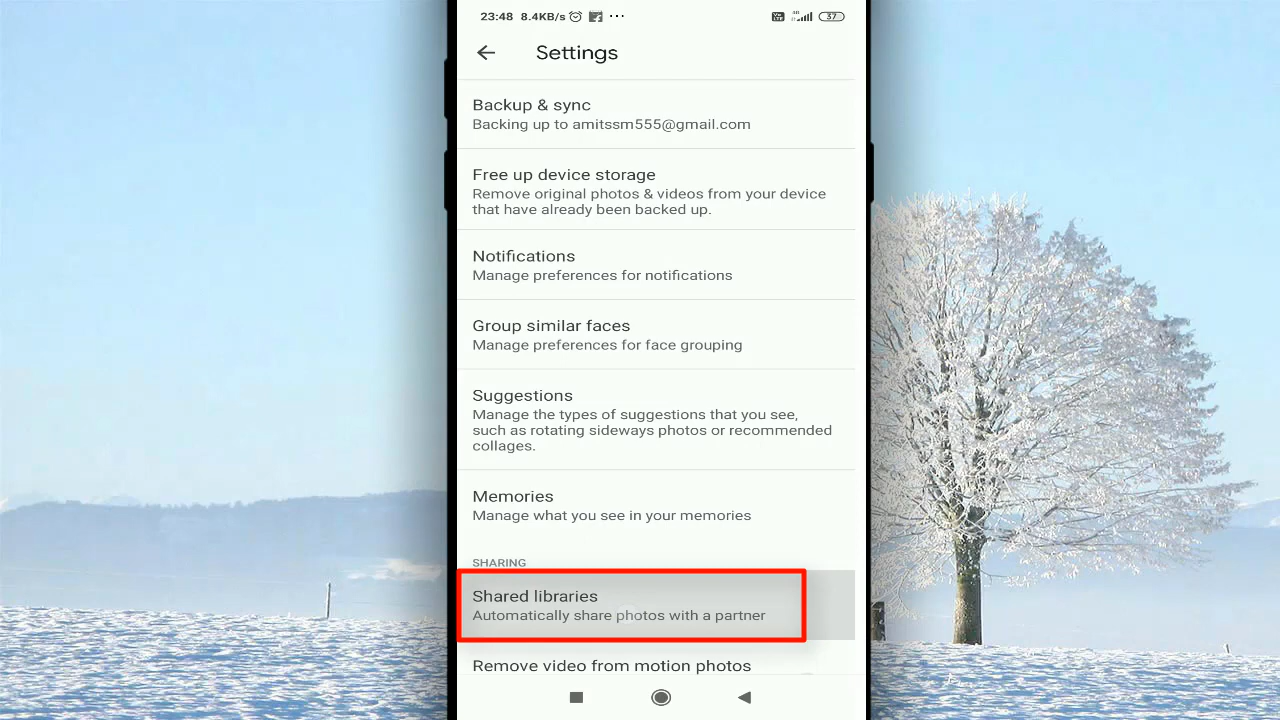 23:48 8.4KB/s ···
37
Settings
Backup & sync
Backing up to amitssm555@gmail.com
Free up device storage
Remove original photos & videos from your device
that have already been backed up.
Notifications
Manage preferences for notifications
Group similar faces
Manage preferences for face grouping
Suggestions
Manage the types of suggestions that you see,
such as rotating sideways photos or recommended
collages.
Memories
Manage what you see in your memories
SHARING
Shared libraries
Automatically share photos with a partner
Remove video from motion photos